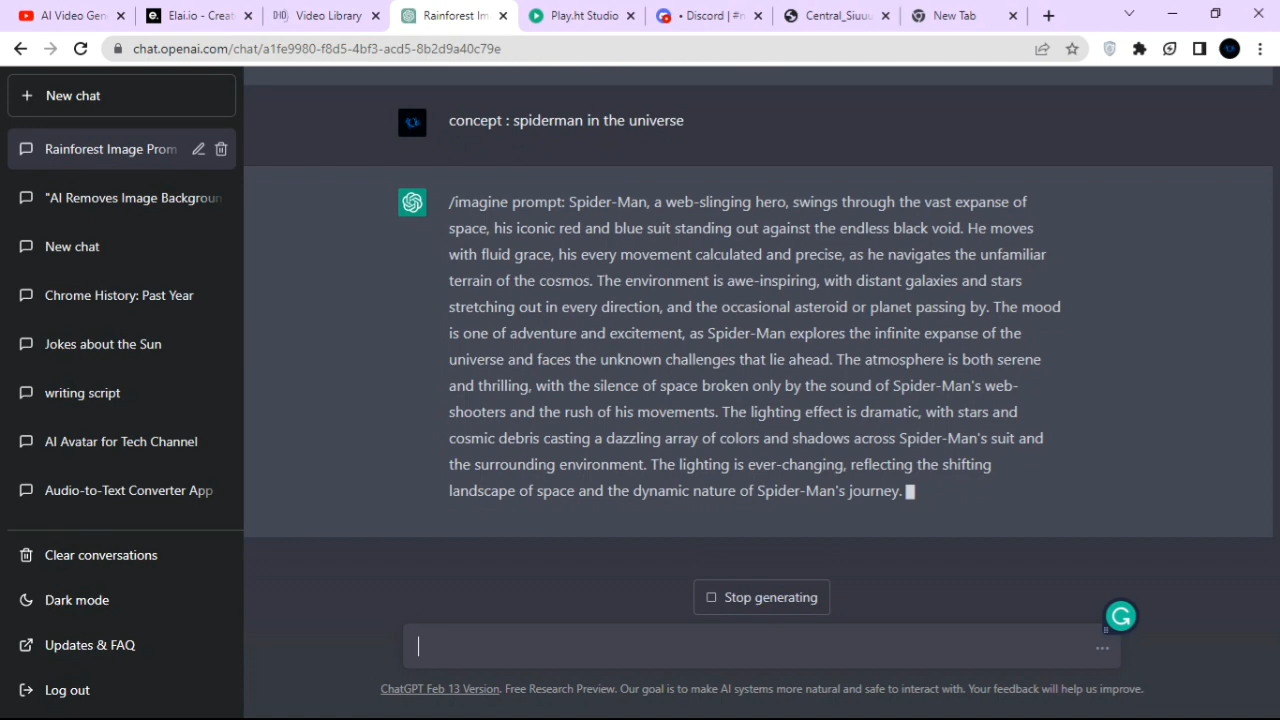 AI Video Gene
Elai.io - Creat
D|ID
Video Library
Rainforest Im
Play.ht Studio
• Discord | #n
Central_Siuuu
New Tab
chat.openai.com/chat/a1fe9980-f8d5-4bf3-acd5-8b2d9a40c79e
New chat
Rainforest Image Prom
"AI Removes Image Backgroun
New chat
Chrome History: Past Year
Jokes about the Sun
writing script
AI Avatar for Tech Channel
Audio-to-Text Converter App
Clear conversations
Dark mode
Updates & FAQ
Log out
concept : spiderman in the universe
/imagine prompt: Spider-Man, a web-slinging hero, swings through the vast expanse of
space, his iconic red and blue suit standing out against the endless black void. He moves
with fluid grace, his every movement calculated and precise, as he navigates the unfamiliar
terrain of the cosmos. The environment is awe-inspiring, with distant galaxies and stars
stretching out in every direction, and the occasional asteroid or planet passing by. The mood
is one of adventure and excitement, as Spider-Man explores the infinite expanse of the
universe and faces the unknown challenges that lie ahead. The atmosphere is both serene
and thrilling, with the silence of space broken only by the sound of Spider-Man's web-
shooters and the rush of his movements. The lighting effect is dramatic, with stars and
cosmic debris casting a dazzling array of colors and shadows across Spider-Man's suit and
the surrounding environment. The lighting is ever-changing, reflecting the shifting
landscape of space and the dynamic nature of Spider-Man's journey.
Stop generating
ChatGPT Feb 13 Version. Free Research Preview. Our goal is to make AI systems more natural and safe to interact with. Your feedback will help us improve.